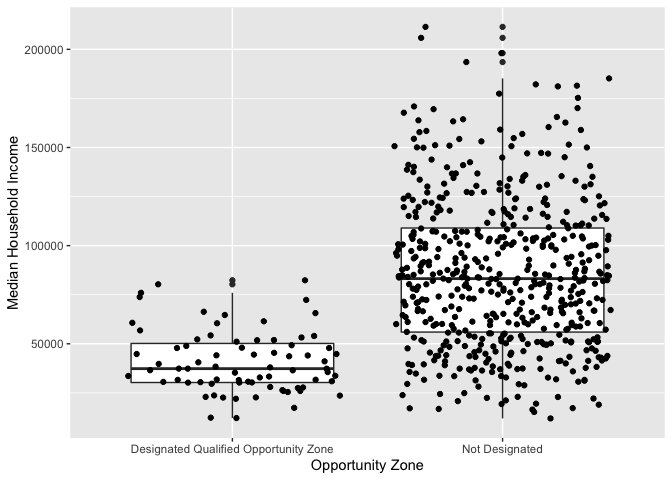 Median Household Income
200000
150000
100000
50000
Designated Qualified Opportunity Zone
Not Designated
Opportunity Zone